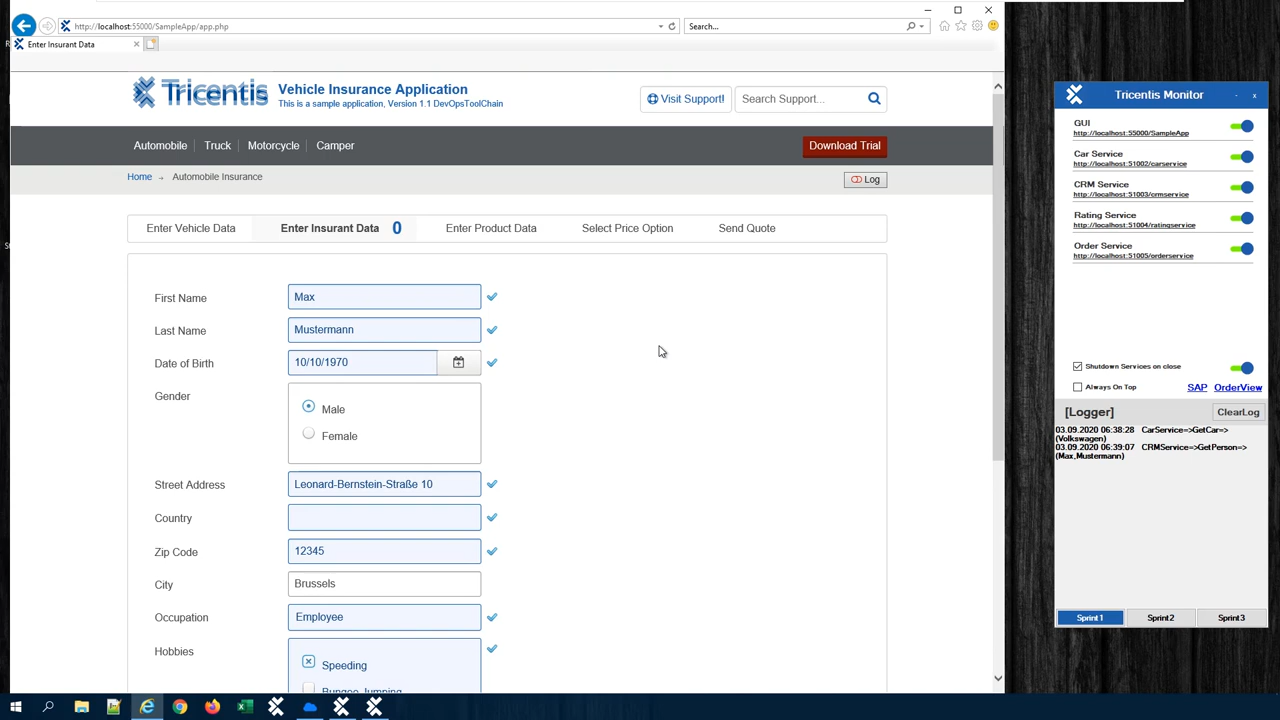 http://localhost:55000/SampleApp/app.php
Search...
Enter Insurant Data
Tricentis
Vehicle Insurance Application
This is a sample application, Version 1.1 DevOpsToolChain
Visit Support!
Search Support...
Automobile
Truck
Motorcycle
Camper
Download Trial
Home → Automobile Insurance
Log
Enter Vehicle Data
Enter Insurant Data 0
Enter Product Data
Select Price Option
Send Quote
First Name
Max
Last Name
Mustermann
Date of Birth
10/10/1970
Gender
Male
Female
Street Address
Leonard-Bernstein-Straße 10
Country
Zip Code
12345
City
Brussels
Occupation
Employee
Hobbies
Speeding
Bungee Jumping
Tricentis Monitor
- x
GUI
http://localhost:55000/SampleApp
Car Service
http://localhost:51002/carservice
CRM Service
http://localhost:51003/crmservice
Rating Service
http://localhost:51004/ratingservice
Order Service
http://localhost:51005/orderservice
Shutdown Services on close
Always On Top
SAP
OrderView
[Logger]
ClearLog
03.09.2020 06:38:28 CarService=>GetCar=>
(Volkswagen)
03.09.2020 06:39:07 CRMService=>GetPerson=>
(Max,Mustermann)
Sprint1
Sprint2
Sprint3